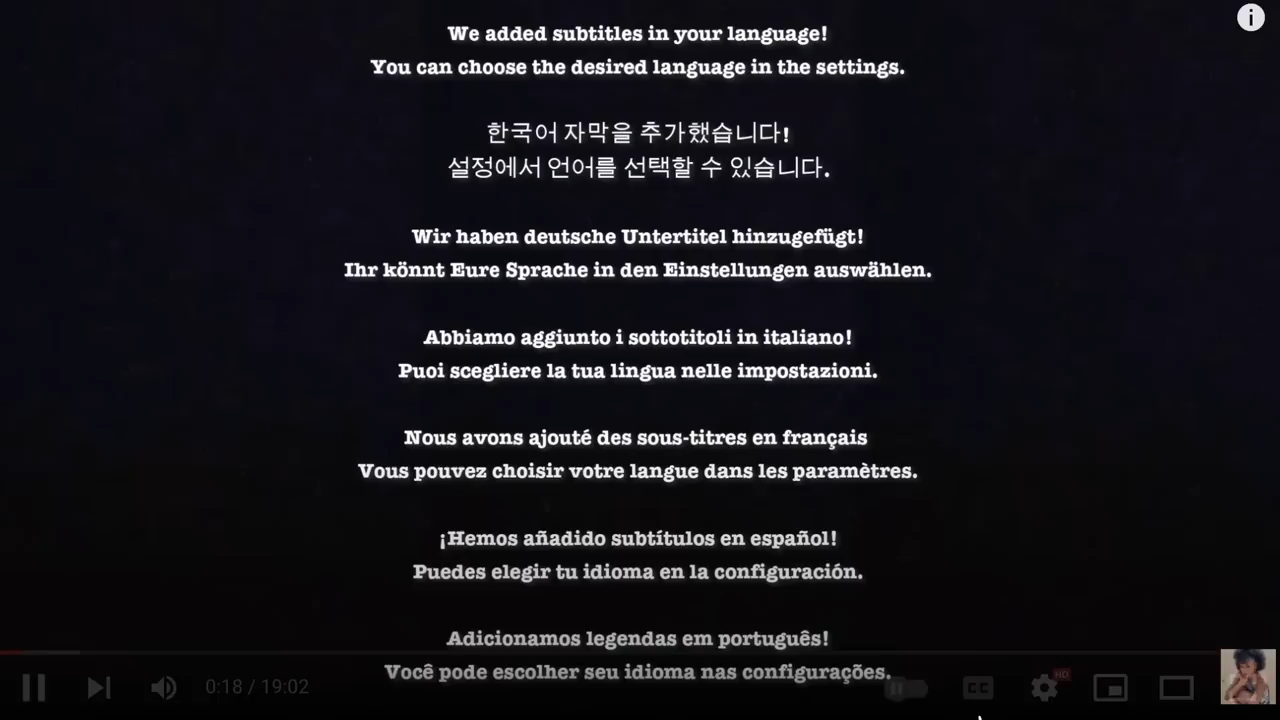 We added subtitles in your language!
You can choose the desired language in the settings.
한국어 자막을 추가했습니다!
설정에서 언어를 선택할 수 있습니다.
Wir haben deutsche Untertitel hinzugefügt!
Ihr könnt Eure Sprache in den Einstellungen auswählen.
Abbiamo aggiunto i sottotitoli in italiano!
Puoi scegliere la tua lingua nelle impostazioni.
Nous avons ajouté des sous-titres en français
Vous pouvez choisir votre langue dans les paramètres.
¡Hemos añadido subtítulos en español!
Puedes elegir tu idioma en la configuración.
Adicionamos legendas em português!
Você pode escolher seu idioma nas configurações.
0:18 / 19:02
CC
HD